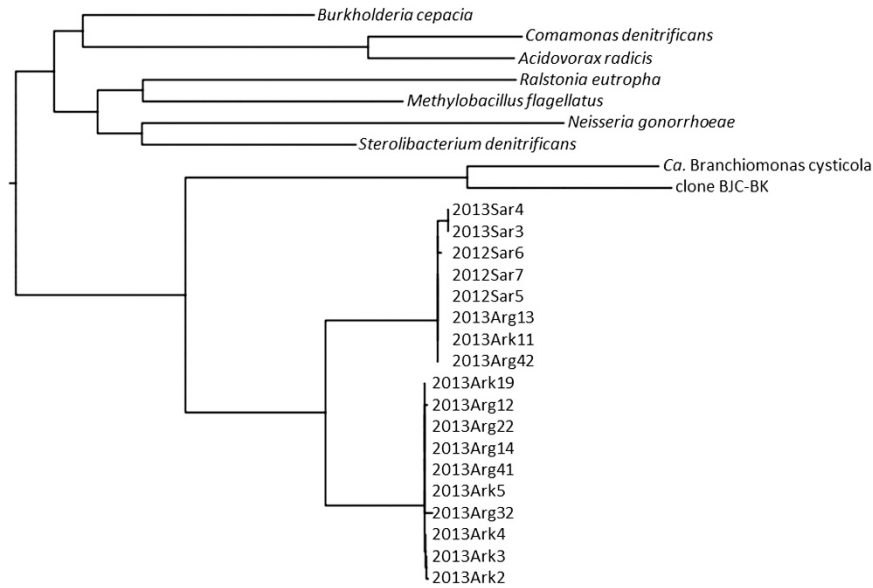 Burkholderia cepacia
Comamonas denitrificans
Acidovorax radicis
Ralstonia eutropha
Methylobacillus flagellatus
Neisseria gonorrhoeae
Sterolibacterium denitrificans
Ca. Branchiomonas cysticola
clone BJC-BK
2013Sar4
2013Sar3
2012Sar6
2012Sar7
2012Sar5
2013Arg13
2013Ark11
2013Arg42
2013Ark19
2013Arg12
2013Arg22
2013Arg14
2013Arg41
2013Ark5
2013Arg32
2013Ark4
2013Ark3
2013Ark2